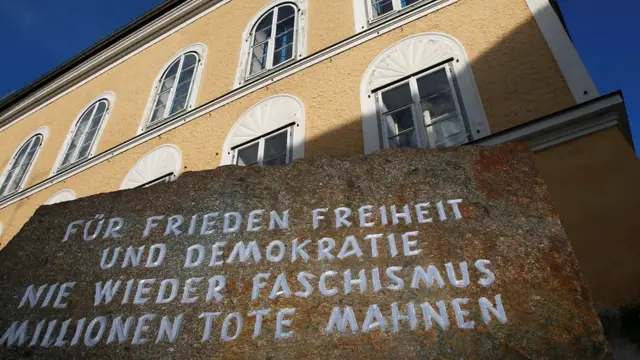 FÜR FRIEDEN FREIHEIT
UND DEMOKRATIE
NIE WIEDER FASCHISMUS
MILLIONEN TOTE MAHNEN